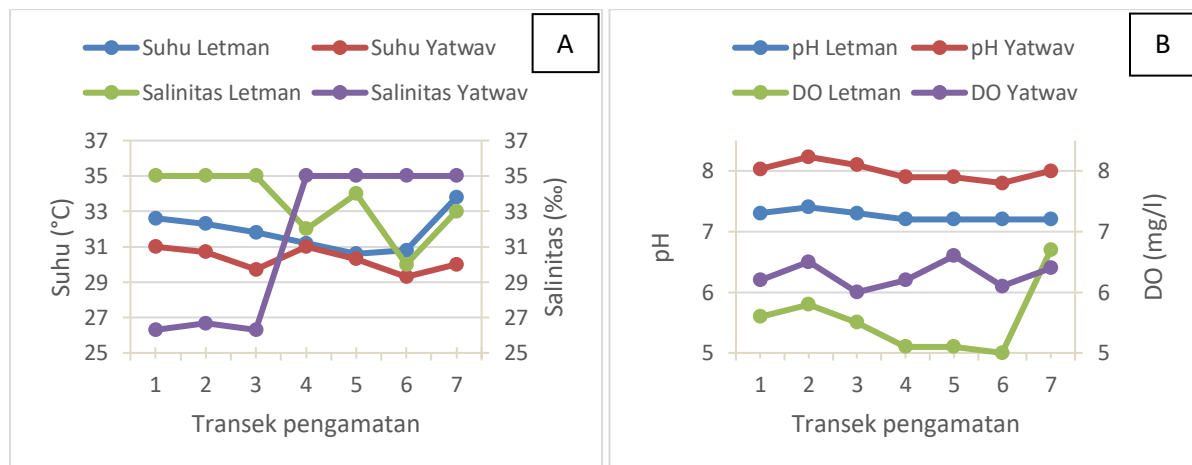 Suhu Letman Suhu Yatwav
Salinitas Letman Salinitas Yatwav
A
37 37
35 35
33 33
31 31
29 29
27 27
25 25
Suhu (°C)
Salinitas (‰)
1 2 3 4 5 6 7
Transek pengamatan
pH Letman pH Yatwav
DO Letman DO Yatwav
B
8 8
7 7
6 6
5 5
pH
DO (mg/l)
1 2 3 4 5 6 7
Transek pengamatan